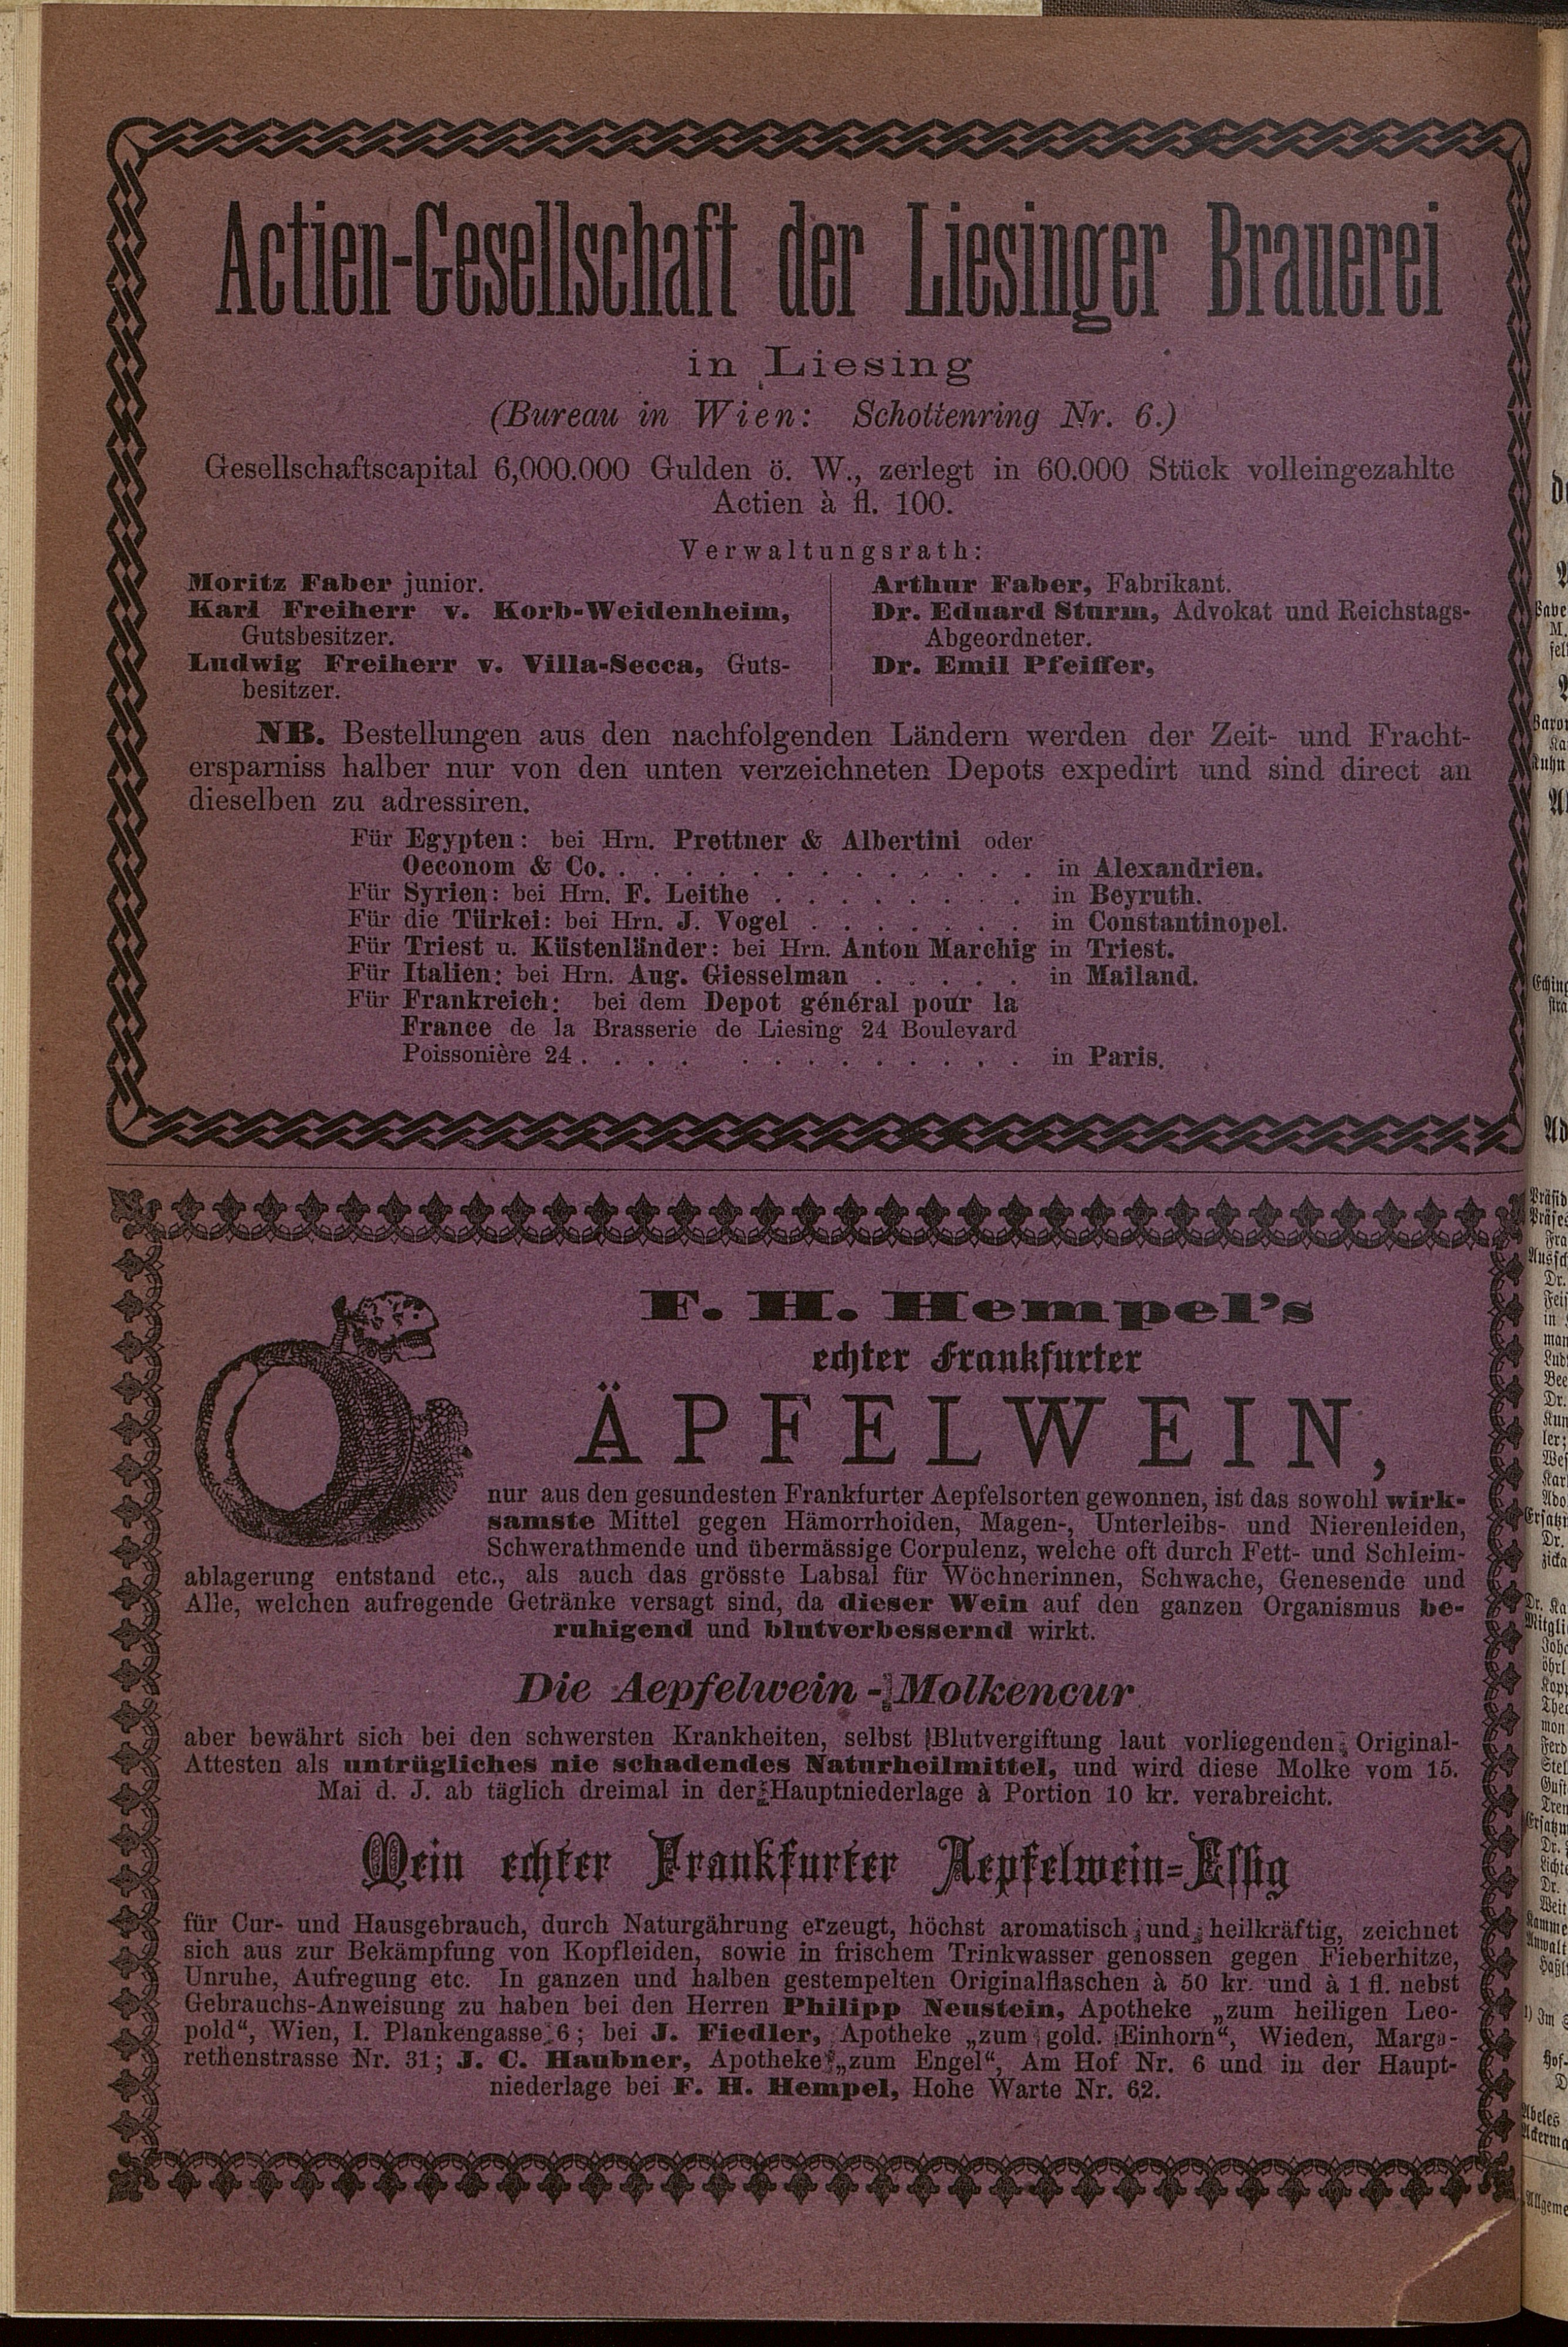 Actien-Gesellschaft der Liesinger Brauerei
in Liesing
(Bureau in Wien: Schottenring Nr. 6.)
Gesellschaftscapital 6,000.000 Gulden ö. W., zerlegt in 60.000 Stück volleingezahlte
Actien à fl. 100.
Verwaltungsrath:
Moritz Faber junior.
Karl Freiherr v. Korb-Weidenheim,
Gutsbesitzer.
Ludwig Freiherr v. Villa-Secca, Guts-
besitzer.
Arthur Faber, Fabrikant.
Dr. Eduard Sturm, Advokat und Reichstags-
Abgeordneter.
Dr. Emil Pfeiffer,
NB. Bestellungen aus den nachfolgenden Ländern werden der Zeit- und Fracht-
ersparniss halber nur von den unten verzeichneten Depots expedirt und sind direct an
dieselben zu adressiren.
Für Egypten: bei Hrn. Prettner & Albertini oder
Oeconom & Co. . . . . . . . . . . . . . . in Alexandrien.
Für Syrien: bei Hrn. F. Leithe . . . . . . . . in Beyruth.
Für die Türkei: bei Hrn. J. Vogel . . . . . . . in Constantinopel.
Für Triest u. Küstenländer: bei Hrn. Anton Marchig in Triest.
Für Italien: bei Hrn. Aug. Giesselman . . . . . in Mailand.
Für Frankreich: bei dem Depot général pour la
France de la Brasserie de Liesing 24 Boulevard
Poissonière 24 . . . . . . . . . . . . in Paris.
F. H. Hempel's
echter Frankfurter
ÄPFELWEIN,
nur aus den gesundesten Frankfurter Aepfelsorten gewonnen, ist das sowohl wirk-
samste Mittel gegen Hämorrhoiden, Magen-, Unterleibs- und Nierenleiden,
Schwerathmende und übermässige Corpulenz, welche oft durch Fett- und Schleim-
ablagerung entstand etc., als auch das grösste Labsal für Wöchnerinnen, Schwache, Genesende und
Alle, welchen aufregende Getränke versagt sind, da dieser Wein auf den ganzen Organismus be-
ruhigend und blutverbessernd wirkt.
Die Aepfelwein-Molkencur
aber bewährt sich bei den schwersten Krankheiten, selbst Blutvergiftung laut vorliegenden Original-
Attesten als untrügliches nie schadendes Naturheilmittel, und wird diese Molke vom 15.
Mai d. J. ab täglich dreimal in der Hauptniederlage à Portion 10 kr. verabreicht.
Mein echter Frankfurter Aepfelwein-Essig
für Cur- und Hausgebrauch, durch Naturgährung erzeugt, höchst aromatisch und heilkräftig, zeichnet
sich aus zur Bekämpfung von Kopfleiden, sowie in frischem Trinkwasser genossen gegen Fieberhitze,
Unruhe, Aufregung etc. In ganzen und halben gestempelten Originalflaschen à 50 kr. und à 1 fl. nebst
Gebrauchs-Anweisung zu haben bei den Herren Philipp Neustein, Apotheke „zum heiligen Leo-
pold“, Wien, I. Plankengasse 6; bei J. Fiedler, Apotheke „zum gold. Einhorn“, Wieden, Marga-
rethenstrasse Nr. 31; J. C. Haubner, Apotheke „zum Engel“, Am Hof Nr. 6 und in der Haupt-
niederlage bei F. H. Hempel, Hohe Warte Nr. 62.